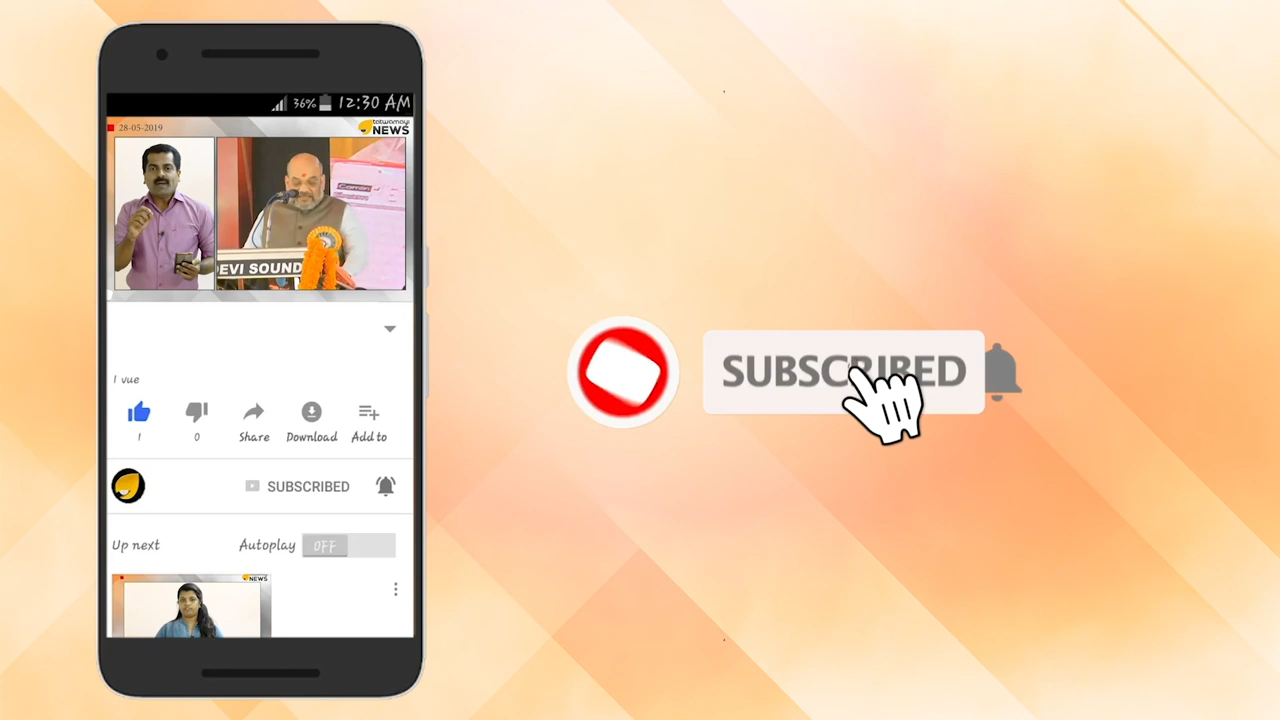 36%
12:30 AM
28-05-2019
tatwamayi
NEWS
DEVI SOUND
1 vue
1
0
Share
Download
Add to
SUBSCRIBED
Up next
Autoplay
OFF
NEWS
SUBSCRIBED